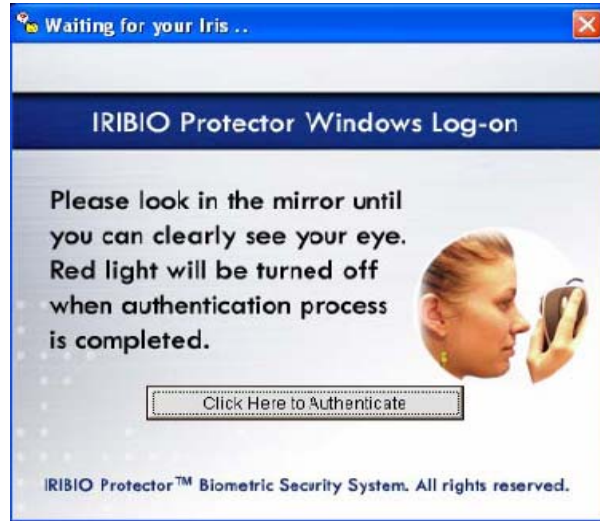 Waiting for your Iris ..
IRIBIO Protector Windows Log-on
Please look in the mirror until
you can clearly see your eye.
Red light will be turned off
when authentication process
is completed.
Click Here to Authenticate
IRIBIO Protector™ Biometric Security System. All rights reserved.